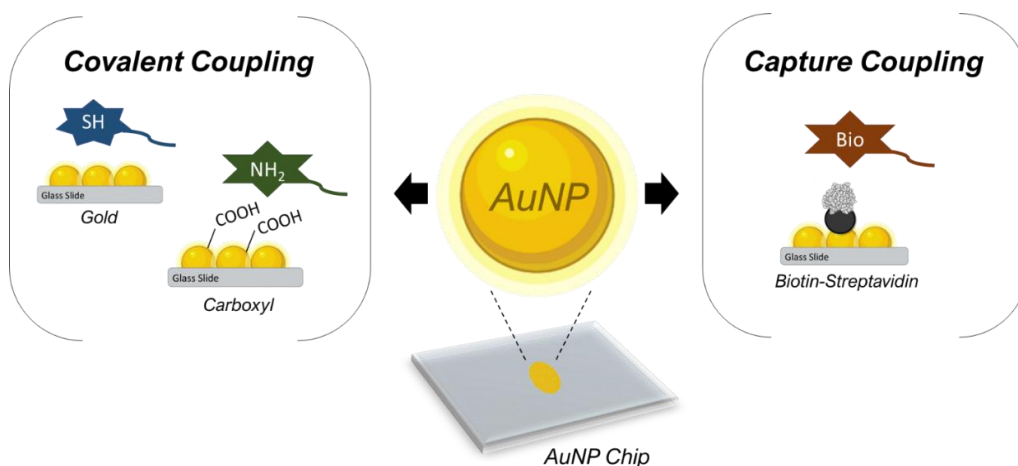 Covalent Coupling
SH
Glass Slide
Gold
NH₂
COOH
COOH
Glass Slide
Carboxyl
AuNP
AuNP Chip
Capture Coupling
Bio
Glass Slide
Biotin-Streptavidin